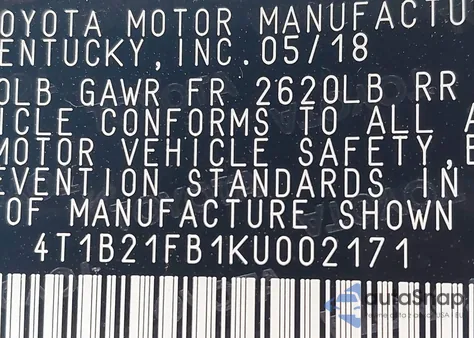 OYOTA MOTOR MANUFACTU
ENTUCKY, INC. 05/18
0LB GAWR FR 2620LB RR
ICLE CONFORMS TO ALL A
MOTOR VEHICLE SAFETY,
EVENTION STANDARDS IN
OF MANUFACTURE SHOWN
4T1B21FB1KU002171
autoSnap